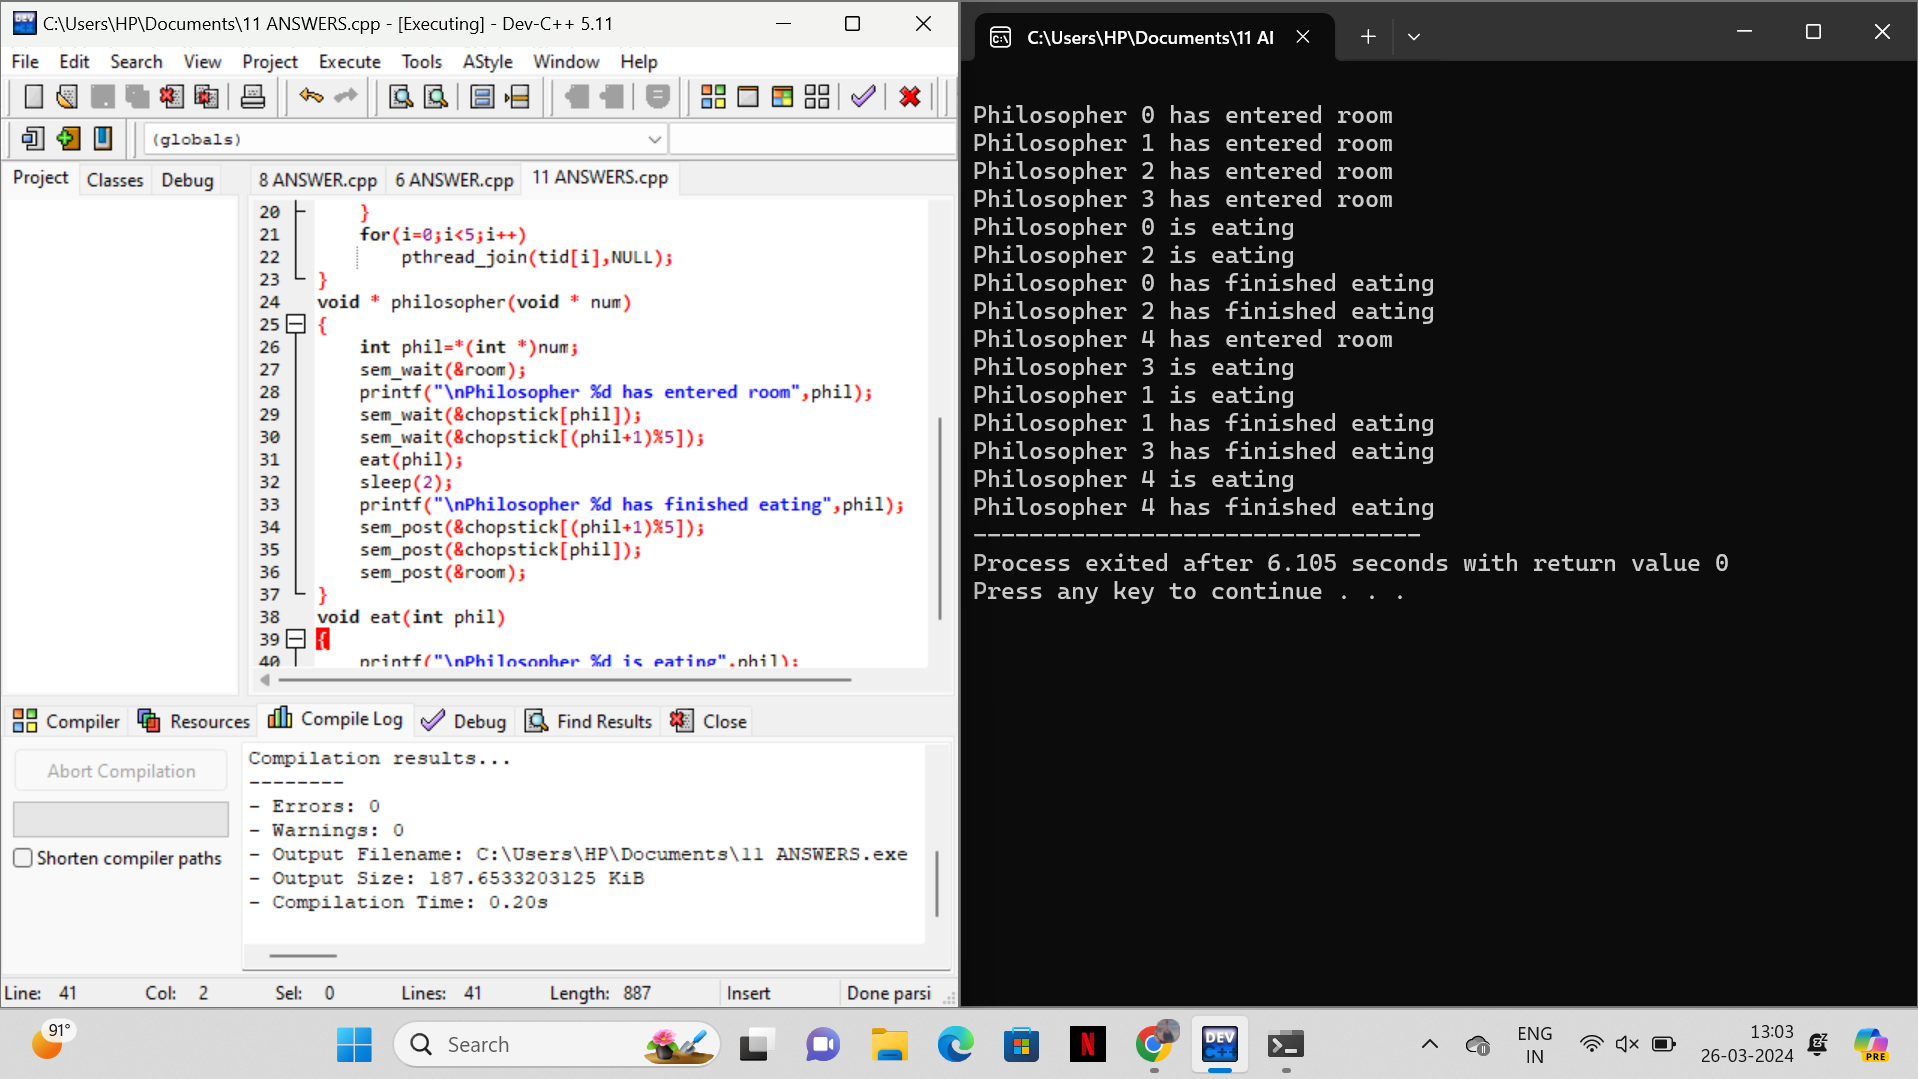 C:\Users\HP\Documents\11 ANSWERS.cpp - [Executing] - Dev-C++ 5.11
File Edit Search View Project Execute Tools AStyle Window Help
(globals)
Project Classes Debug
8 ANSWER.cpp 6 ANSWER.cpp 11 ANSWERS.cpp
20 }
21 for(i=0;i<5;i++)
22 pthread_join(tid[i],NULL);
23 }
24 void * philosopher(void * num)
25 {
26 int phil=*(int *)num;
27 sem_wait(&room);
28 printf("\nPhilosopher %d has entered room",phil);
29 sem_wait(&chopstick[phil]);
30 sem_wait(&chopstick[(phil+1)%5]);
31 eat(phil);
32 sleep(2);
33 printf("\nPhilosopher %d has finished eating",phil);
34 sem_post(&chopstick[(phil+1)%5]);
35 sem_post(&chopstick[phil]);
36 sem_post(&room);
37 }
38 void eat(int phil)
39 {
40 printf("\nPhilosopher %d is eating",phil);
Compiler Resources Compile Log Debug Find Results Close
Abort Compilation
Shorten compiler paths
Compilation results...
--------
- Errors: 0
- Warnings: 0
- Output Filename: C:\Users\HP\Documents\11 ANSWERS.exe
- Output Size: 187.6533203125 KiB
- Compilation Time: 0.20s
Line: 41 Col: 2 Sel: 0 Lines: 41 Length: 887 Insert Done parsi
C:\Users\HP\Documents\11 AI
Philosopher 0 has entered room
Philosopher 1 has entered room
Philosopher 2 has entered room
Philosopher 3 has entered room
Philosopher 0 is eating
Philosopher 2 is eating
Philosopher 0 has finished eating
Philosopher 2 has finished eating
Philosopher 4 has entered room
Philosopher 3 is eating
Philosopher 1 is eating
Philosopher 1 has finished eating
Philosopher 3 has finished eating
Philosopher 4 is eating
Philosopher 4 has finished eating
--------------------------------
Process exited after 6.105 seconds with return value 0
Press any key to continue . . .
91°
Search
N
DEV C++
ENG
IN
13:03
26-03-2024
PRE